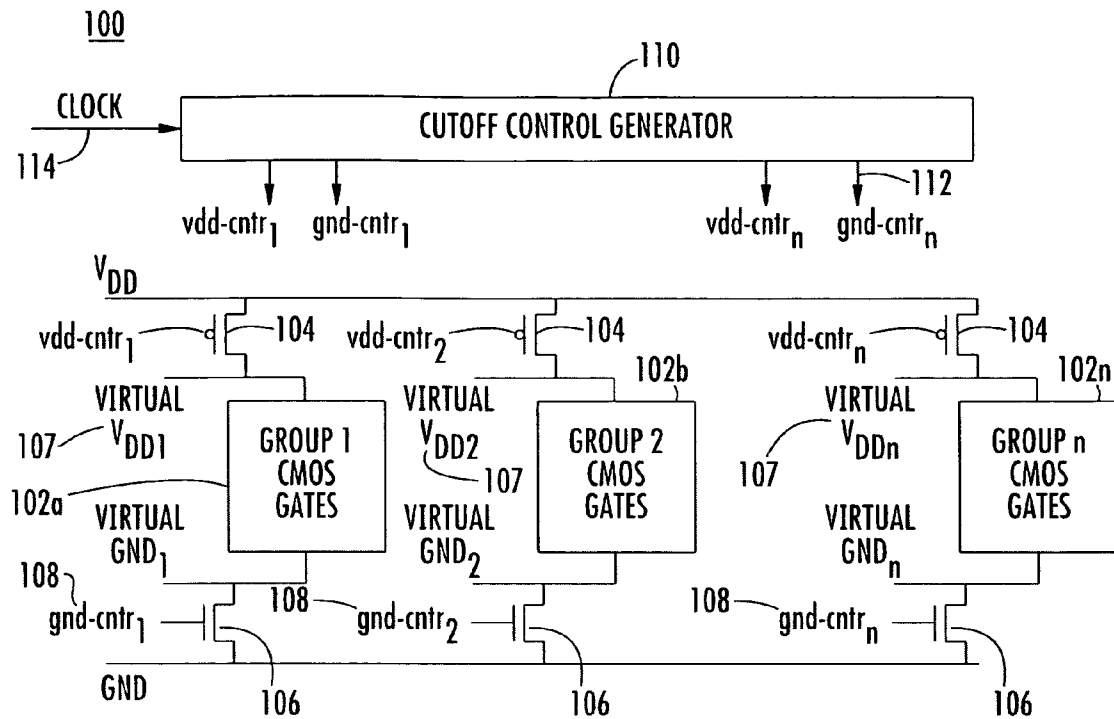 100
110
CLOCK
CUTOFF CONTROL GENERATOR
114
112
vdd-cntr1 gnd-cntr1 vdd-cntrn gnd-cntrn
VDD
vdd-cntr1 104 vdd-cntr2 104 vdd-cntrn 104
102b 102n
VIRTUAL VIRTUAL VIRTUAL
107 VDD1 GROUP 1 VDD2 GROUP 2 VDDn GROUP n
CMOS 107 CMOS 107 CMOS
102a GATES GATES GATES
VIRTUAL VIRTUAL VIRTUAL
GND1 GND2 GNDn
108 108 108
gnd-cntr1 gnd-cntr2 gnd-cntrn
GND 106 106 106